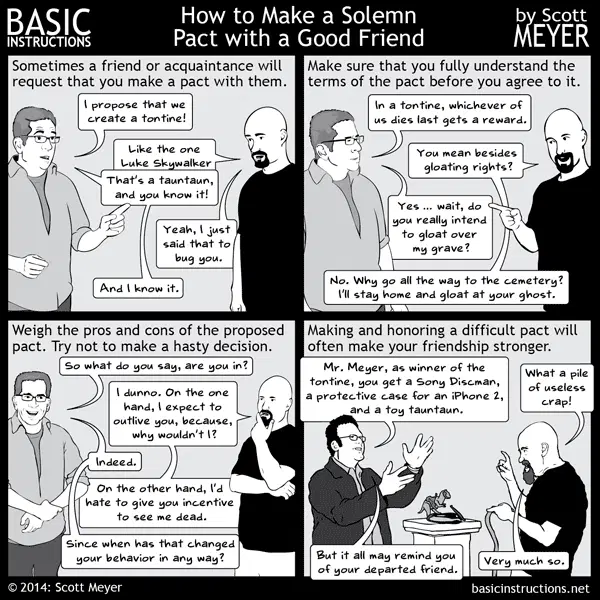 BASIC
INSTRUCTIONS
How to Make a Solemn
Pact with a Good Friend
by Scott
MEYER
Sometimes a friend or acquaintance will
request that you make a pact with them.
I propose that we
create a tontine!
Like the one
Luke Skywalker
That's a tauntaun,
and you know it!
Yeah, I just
said that to
bug you.
And I know it.
Make sure that you fully understand the
terms of the pact before you agree to it.
In a tontine, whichever of
us dies last gets a reward.
You mean besides
gloating rights?
Yes ... wait, do
you really intend
to gloat over
my grave?
No. Why go all the way to the cemetery?
I'll stay home and gloat at your ghost.
Weigh the pros and cons of the proposed
pact. Try not to make a hasty decision.
So what do you say, are you in?
I dunno. On the one
hand, I expect to
outlive you, because,
why wouldn't I?
Indeed.
On the other hand, I'd
hate to give you incentive
to see me dead.
Since when has that changed
your behavior in any way?
Making and honoring a difficult pact will
often make your friendship stronger.
Mr. Meyer, as winner of the
tontine, you get a Sony Discman,
a protective case for an iPhone 2,
and a toy tauntaun.
What a pile
of useless
crap!
But it all may remind you
of your departed friend.
Very much so.
© 2014: Scott Meyer
basicinstructions.net